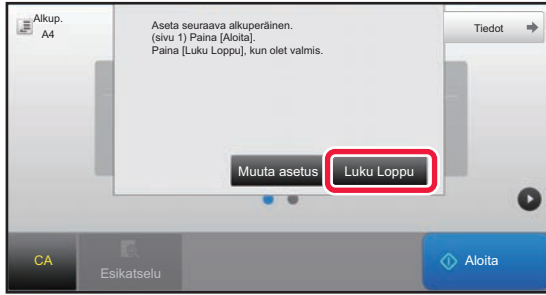 Alkup.
A4
Aseta seuraava alkuperäinen.
(sivu 1) Paina [Aloita].
Paina [Luku Loppu], kun olet valmis.
Tiedot
Muuta asetus
Luku Loppu
CA
Esikatselu
Aloita